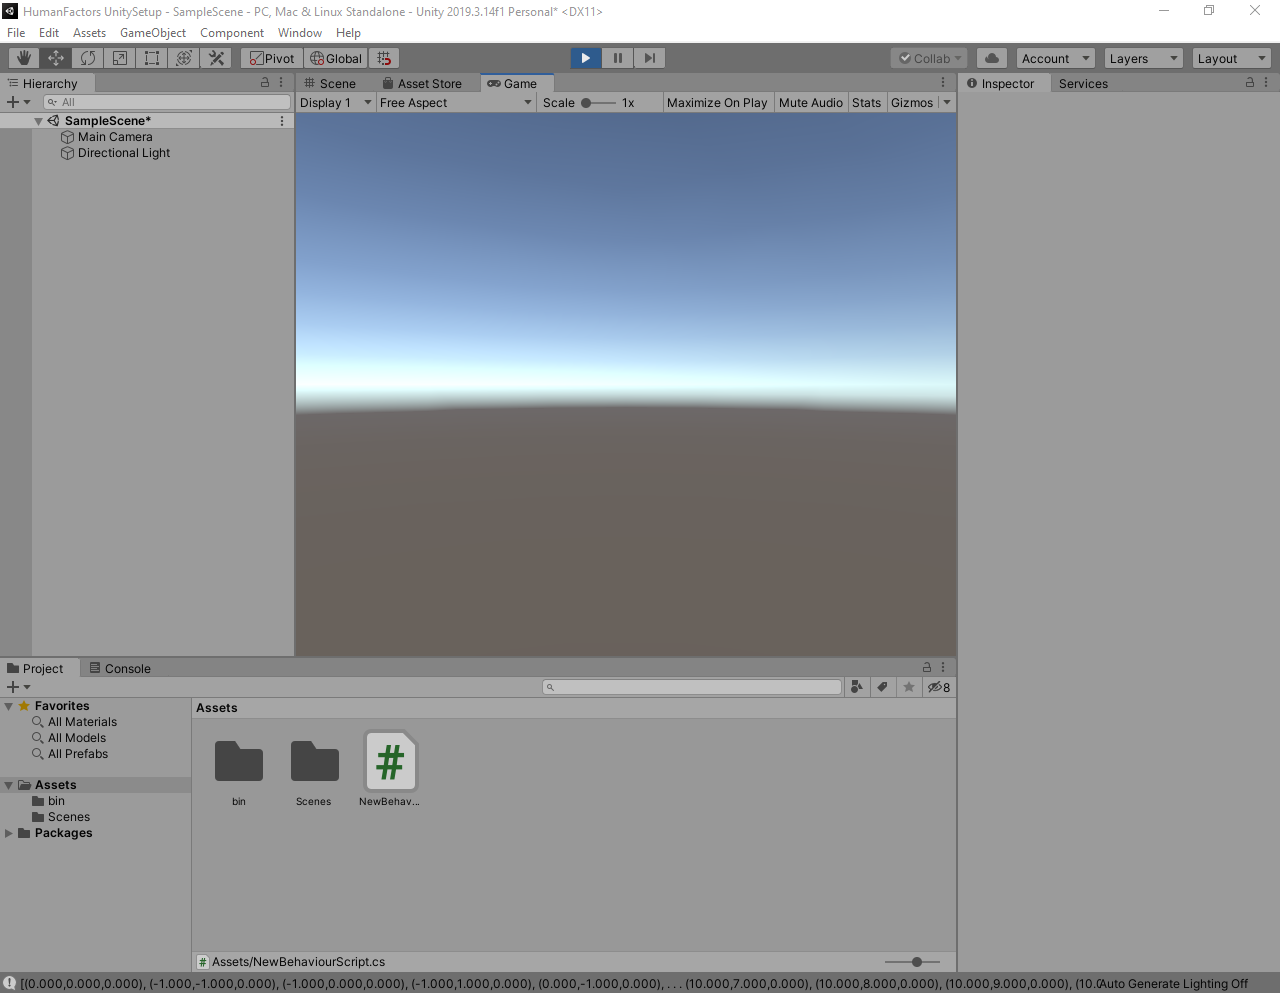 HumanFactors UnitySetup - SampleScene - PC, Mac & Linux Standalone - Unity 2019.3.14f1 Personal* <DX11>
File Edit Assets GameObject Component Window Help
Pivot Global Collab Account Layers Layout
Hierarchy Scene Asset Store Game Inspector Services
All Display 1 Free Aspect Scale 1x Maximize On Play Mute Audio Stats Gizmos
SampleScene*
Main Camera
Directional Light
Project Console
8
Favorites Assets
All Materials
All Models
All Prefabs
Assets
bin
Scenes
Packages
bin Scenes NewBehav...
Assets/NewBehaviourScript.cs
[(0.000,0.000,0.000), (-1.000,-1.000,0.000), (-1.000,0.000,0.000), (-1.000,1.000,0.000), (0.000,-1.000,0.000), . . . (10.000,7.000,0.000), (10.000,8.000,0.000), (10.000,9.000,0.000), (10.0 Auto Generate Lighting Off